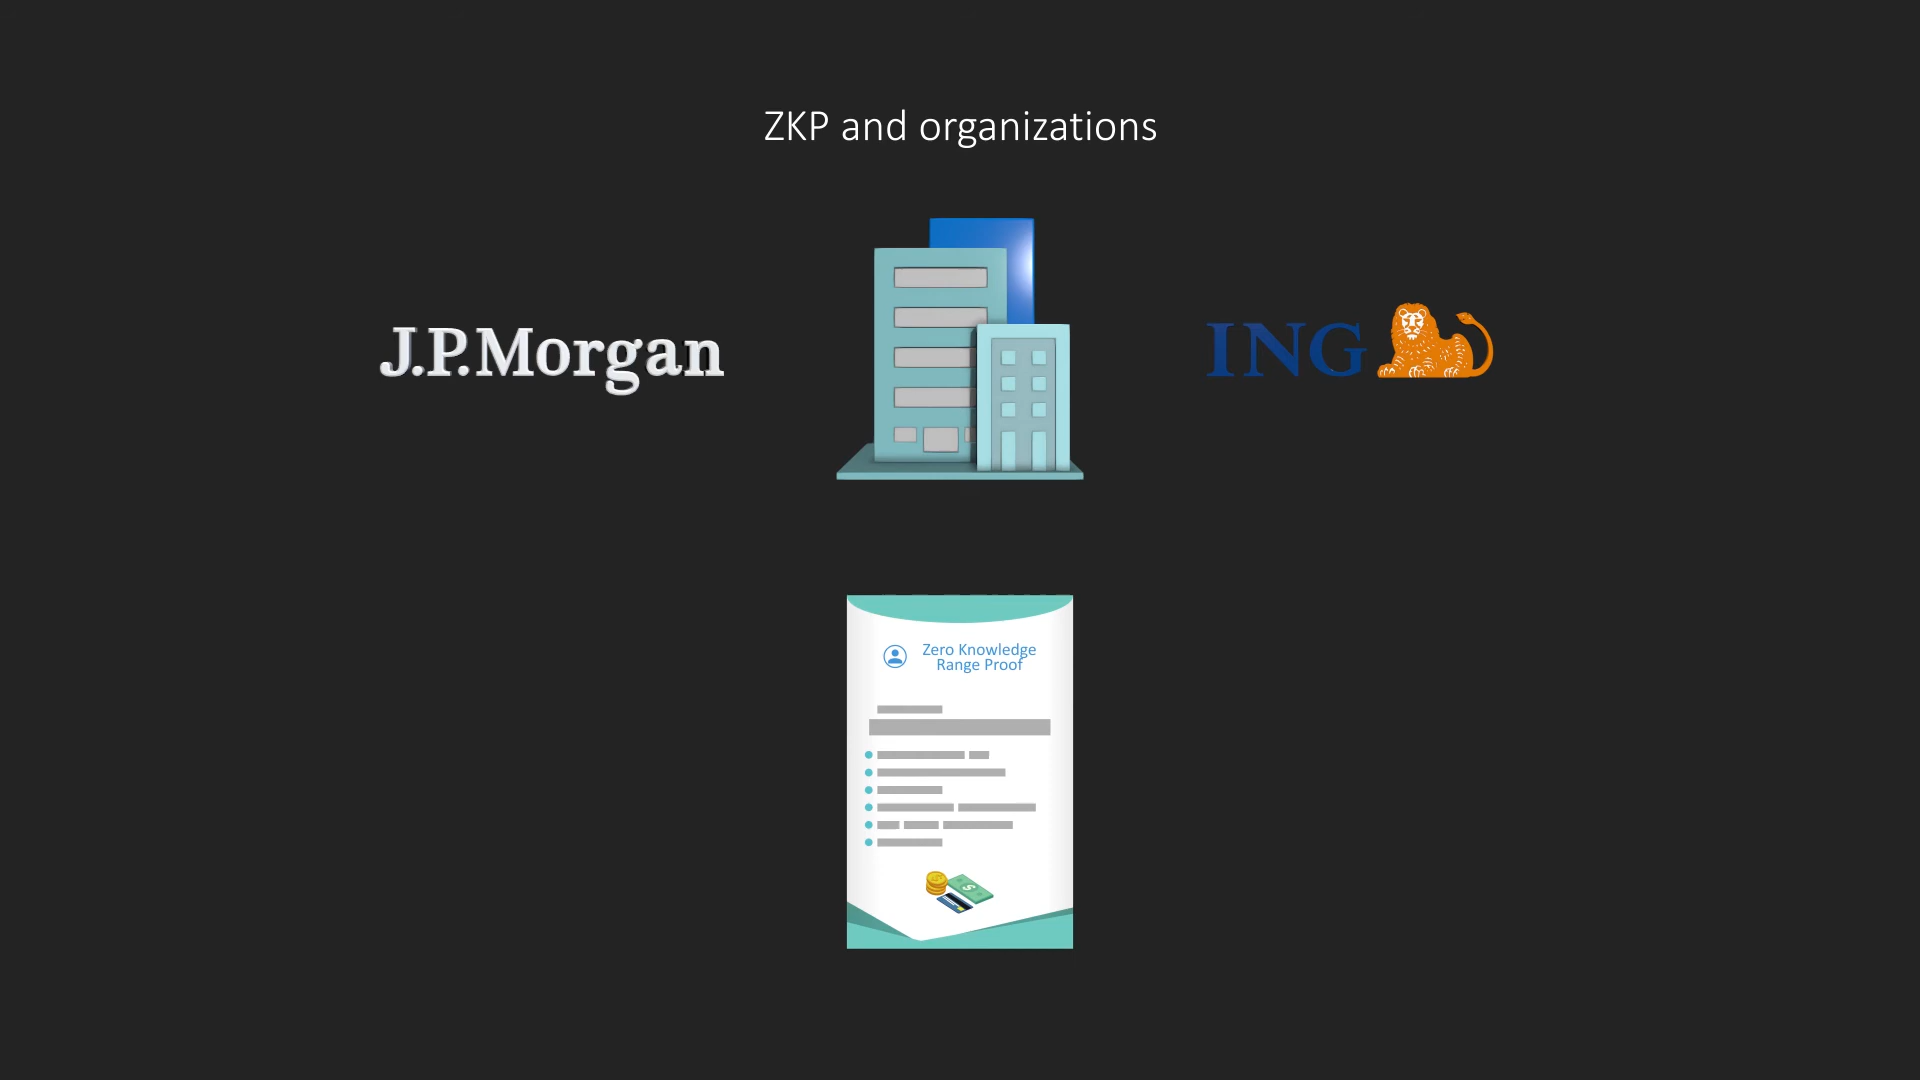 ZKP and organizations
J.P.Morgan
ING
Zero Knowledge
Range Proof